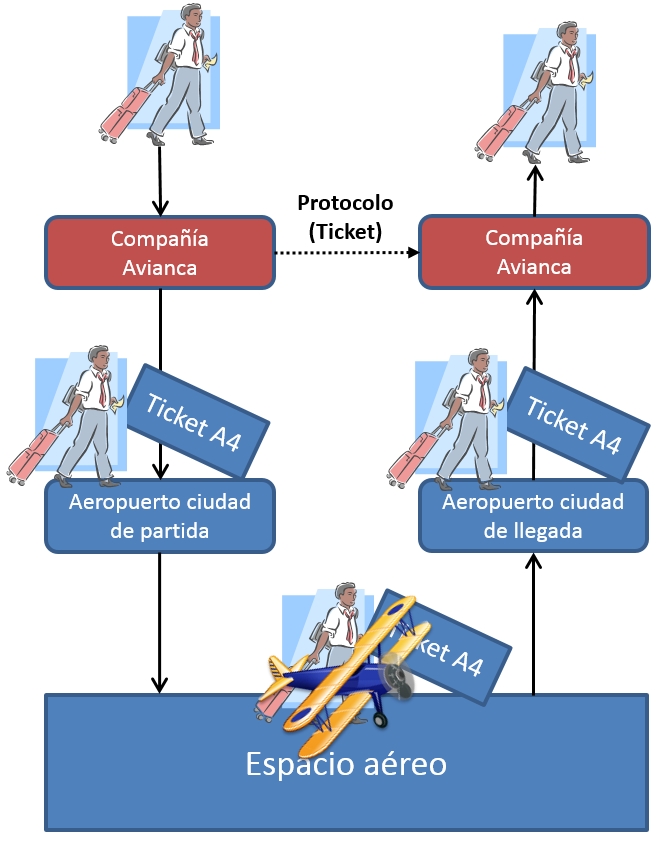 Protocolo
(Ticket)
Compañía
Avianca
Compañía
Avianca
Ticket A4
Ticket A4
Aeropuerto ciudad
de partida
Aeropuerto ciudad
de llegada
Ticket A4
Espacio aéreo